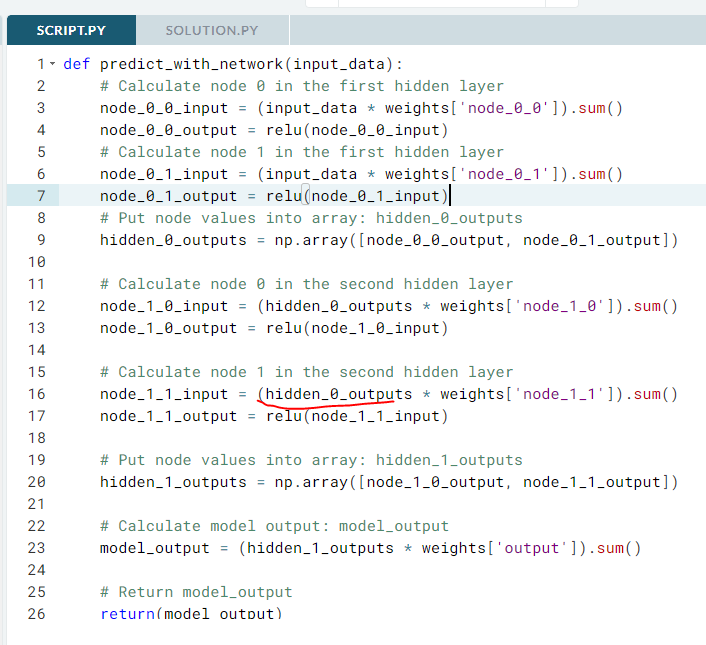 SCRIPT.PY
SOLUTION.PY
1 def predict_with_network(input_data):
2 # Calculate node 0 in the first hidden layer
3 node_0_0_input = (input_data * weights['node_0_0']).sum()
4 node_0_0_output = relu(node_0_0_input)
5 # Calculate node 1 in the first hidden layer
6 node_0_1_input = (input_data * weights['node_0_1']).sum()
7 node_0_1_output = relu(node_0_1_input)
8 # Put node values into array: hidden_0_outputs
9 hidden_0_outputs = np.array([node_0_0_output, node_0_1_output])
10
11 # Calculate node 0 in the second hidden layer
12 node_1_0_input = (hidden_0_outputs * weights['node_1_0']).sum()
13 node_1_0_output = relu(node_1_0_input)
14
15 # Calculate node 1 in the second hidden layer
16 node_1_1_input = (hidden_0_outputs * weights['node_1_1']).sum()
17 node_1_1_output = relu(node_1_1_input)
18
19 # Put node values into array: hidden_1_outputs
20 hidden_1_outputs = np.array([node_1_0_output, node_1_1_output])
21
22 # Calculate model output: model_output
23 model_output = (hidden_1_outputs * weights['output']).sum()
24
25 # Return model_output
26 return(model_output)